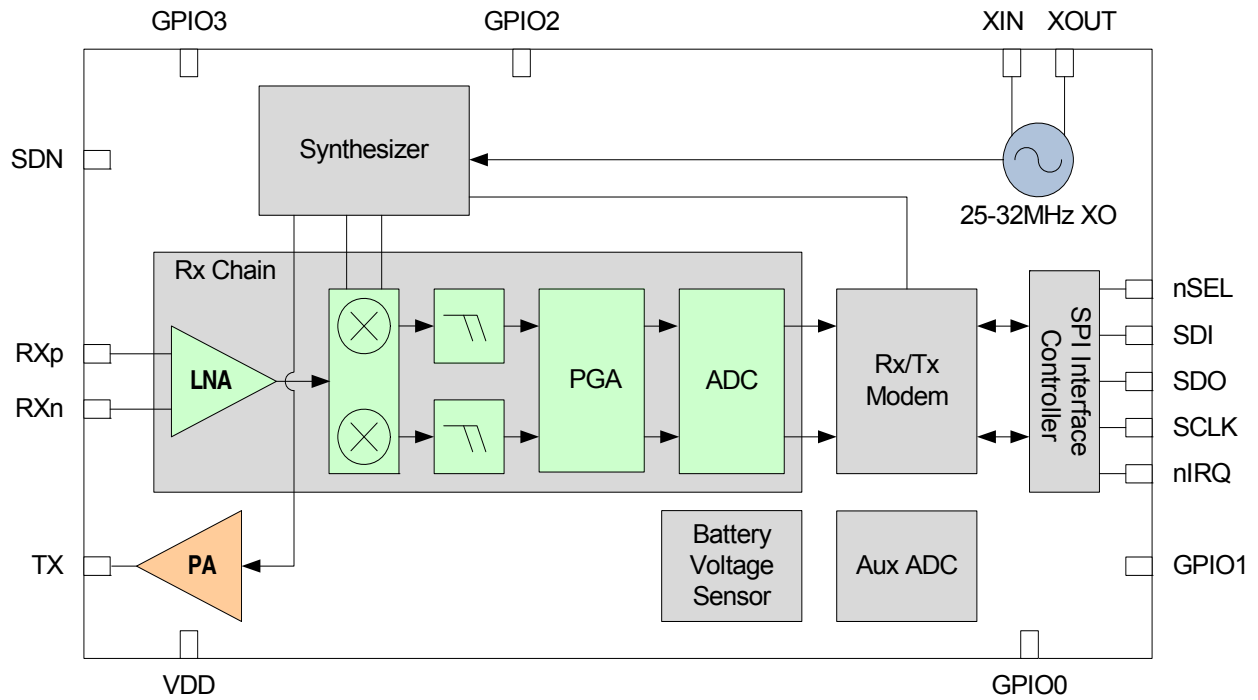 GPIO3
GPIO2
XIN
XOUT
Synthesizer
SDN
25-32MHz XO
Rx Chain
nSEL
SDI
SDO
SCLK
nIRQ
SPI Interface
Controller
RXp
RXn
LNA
PGA
ADC
Rx/Tx
Modem
TX
PA
Battery
Voltage
Sensor
Aux ADC
GPIO1
VDD
GPIO0